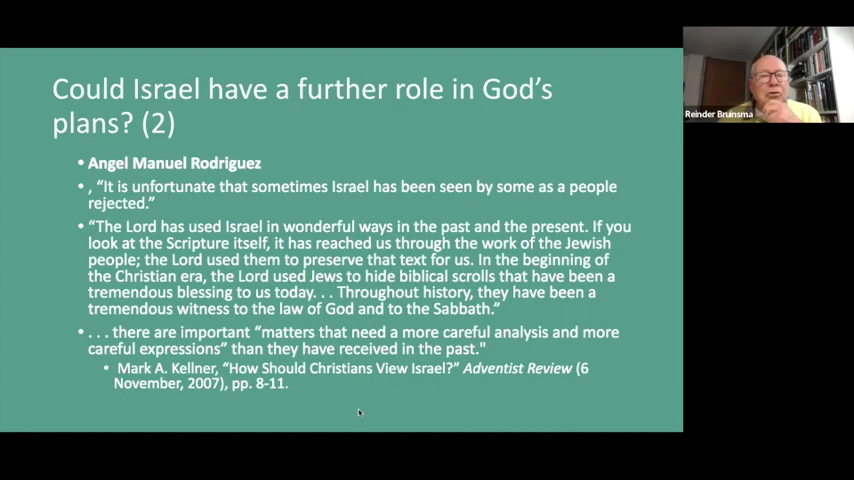 Could Israel have a further role in God's
plans? (2)
• Angel Manuel Rodriguez
• , "It is unfortunate that sometimes Israel has been seen by some as a people
rejected."
• "The Lord has used Israel in wonderful ways in the past and the present. If you
look at the Scripture itself, it has reached us through the work of the Jewish
people; the Lord used them to preserve that text for us. In the beginning of
the Christian era, the Lord used Jews to hide biblical scrolls that have been a
tremendous blessing to us today. . . Throughout history, they have been a
tremendous witness to the law of God and to the Sabbath."
• . . . there are important "matters that need a more careful analysis and more
careful expressions" than they have received in the past."
• Mark A. Kellner, "How Should Christians View Israel?" Adventist Review (6
November, 2007), pp. 8-11.
Reinder Bruinsma